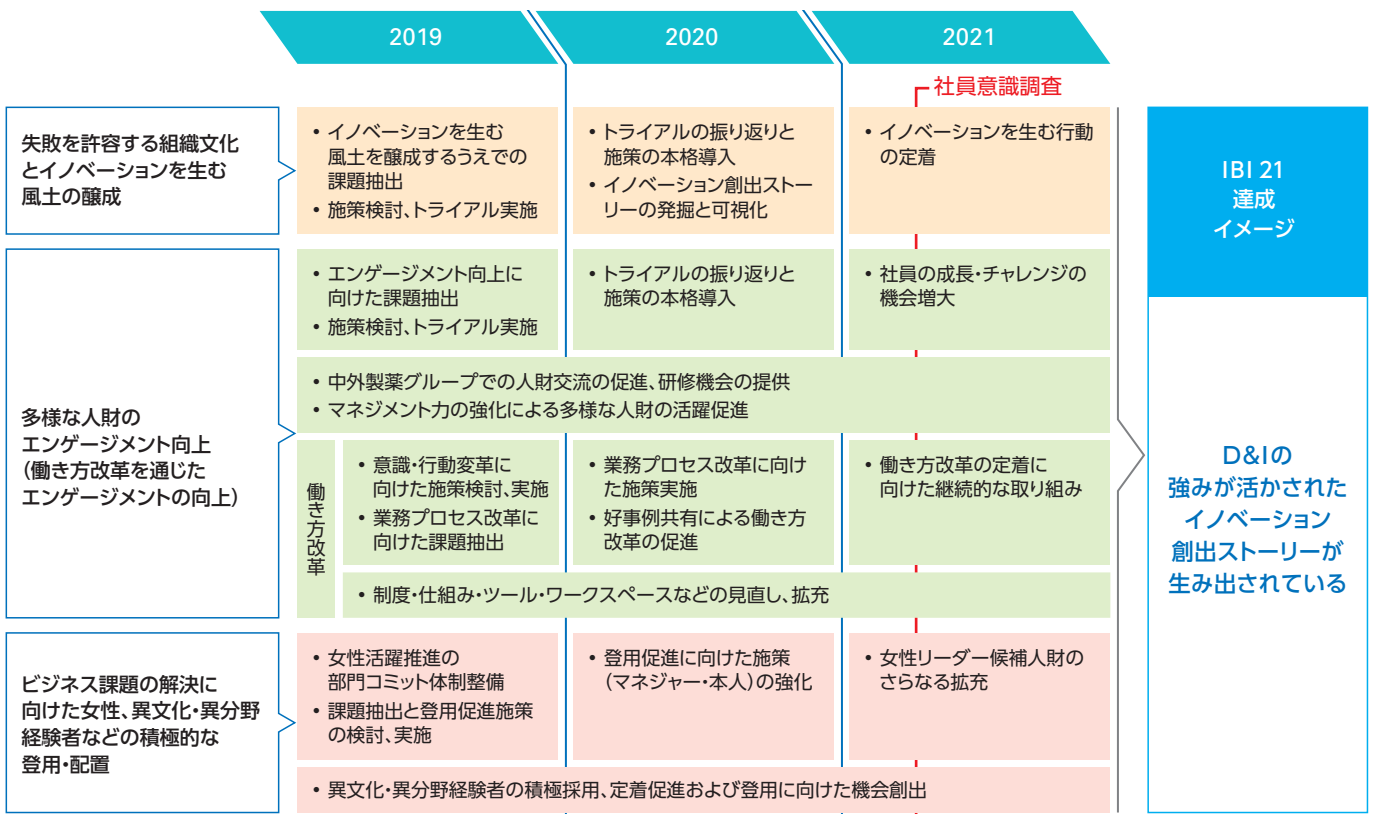 2019
2020
2021
社員意識調査
失敗を許容する組織文化
とイノベーションを生む
風土の醸成
• イノベーションを生む
風土を醸成するうえでの
課題抽出
• 施策検討、トライアル実施
• トライアルの振り返りと
施策の本格導入
• イノベーション創出ストー
リーの発掘と可視化
• イノベーションを生む行動
の定着
多様な人財の
エンゲージメント向上
（働き方改革を通じた
エンゲージメントの向上）
• エンゲージメント向上に
向けた課題抽出
• 施策検討、トライアル実施
• トライアルの振り返りと
施策の本格導入
• 社員の成長・チャレンジの
機会増大
• 中外製薬グループでの人財交流の促進、研修機会の提供
• マネジメント力の強化による多様な人財の活躍促進
働き方改革
• 意識・行動変革に
向けた施策検討、実施
• 業務プロセス改革に
向けた課題抽出
• 業務プロセス改革に向け
た施策実施
• 好事例共有による働き方
改革の促進
• 働き方改革の定着に
向けた継続的な取り組み
• 制度・仕組み・ツール・ワークスペースなどの見直し、拡充
ビジネス課題の解決に
向けた女性、異文化・異分野
経験者などの積極的な
登用・配置
• 女性活躍推進の
部門コミット体制整備
• 課題抽出と登用促進施策
の検討、実施
• 登用促進に向けた施策
（マネジャー・本人）の強化
• 女性リーダー候補人財の
さらなる拡充
• 異文化・異分野経験者の積極採用、定着促進および登用に向けた機会創出
IBI 21
達成
イメージ
D&Iの
強みが活かされた
イノベーション
創出ストーリーが
生み出されている